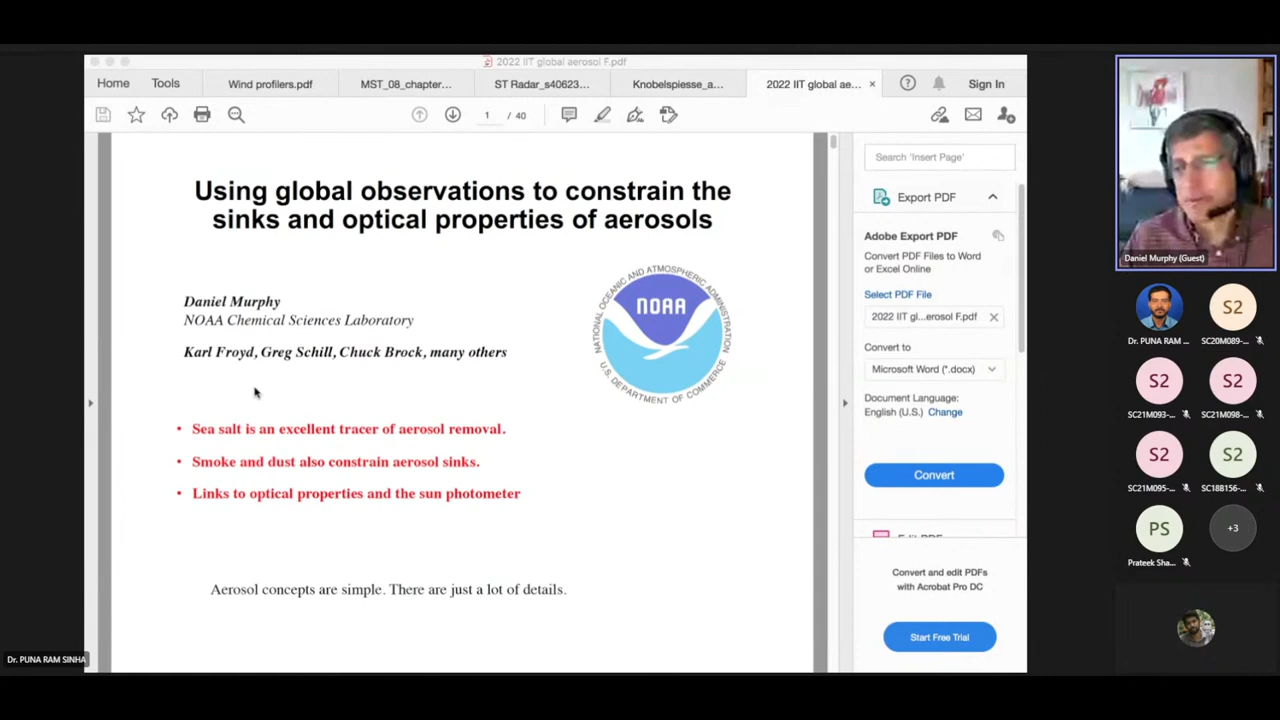 2022 IIT global aerosol F.pdf
Home
Tools
Wind profilers.pdf
MST_08_chapter...
ST Radar_s40623...
Knobelspiesse_a...
2022 IIT global ae...
Sign In
1 / 40
Search 'Insert Page'
Using global observations to constrain the
sinks and optical properties of aerosols
Daniel Murphy
NOAA Chemical Sciences Laboratory
Karl Froyd, Greg Schill, Chuck Brock, many others
NATIONAL OCEANIC AND ATMOSPHERIC ADMINISTRATION
NOAA
U.S. DEPARTMENT OF COMMERCE
• Sea salt is an excellent tracer of aerosol removal.
• Smoke and dust also constrain aerosol sinks.
• Links to optical properties and the sun photometer
Aerosol concepts are simple. There are just a lot of details.
Export PDF
Adobe Export PDF
Convert PDF Files to Word
or Excel Online
Select PDF File
2022 IIT gl...erosol F.pdf
Convert to
Microsoft Word (*.docx)
Document Language:
English (U.S.) Change
Convert
Edit PDF
Convert and edit PDFs
with Acrobat Pro DC
Start Free Trial
Daniel Murphy (Guest)
Dr. PUNA RAM ...
S2
SC20M089-...
S2
SC21M093-...
S2
SC21M098-...
S2
SC21M095-...
S2
SC18B156-...
PS
Prateek Sha...
+3
Dr. PUNA RAM SINHA